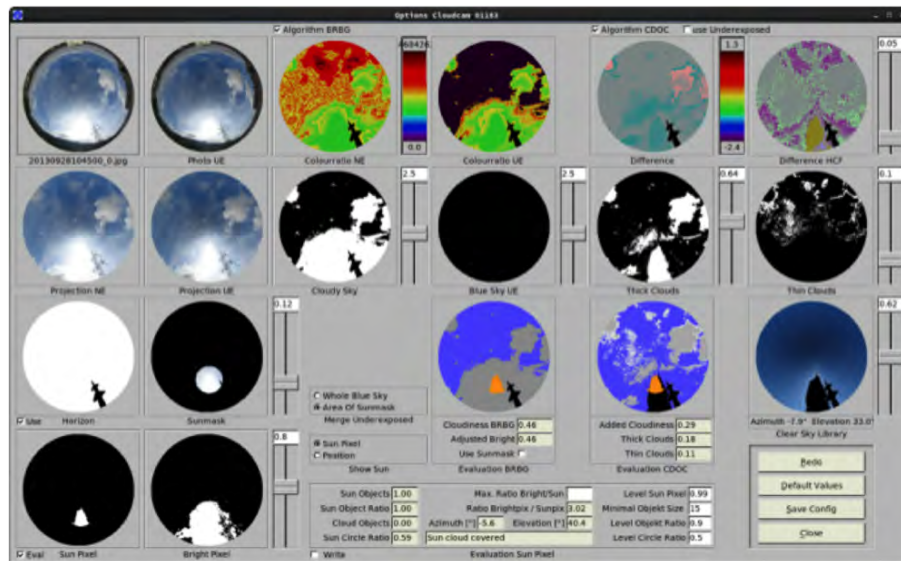 Options Cloudcam 01163
Algorithm BRBG
Algorithm CDOC
use Underexposed
1.3
0.05
0.0
-2.4
20130928104500_0.jpg
Photo UE
Colourratio NE
Colourratio UE
Difference
Difference HCF
2.5
2.5
0.64
0.1
Projection NE
Projection UE
Cloudy Sky
Blue Sky UE
Thick Clouds
Thin Clouds
0.12
0.62
Whole Blue Sky
Area Of Sunmask
Merge Underexposed
Use
Horizon
Sunmask
Cloudiness BRBG 0.46
Added Cloudiness 0.29
Azimuth -7.9° Elevation 33.0°
Clear Sky Library
0.8
Sun Pixel
Position
Show Sun
Adjusted Bright 0.46
Use Sunmask
Evaluation BRBG
Thick Clouds 0.18
Thin Clouds 0.11
Evaluation CDOC
Redo
Default Values
Save Config
Close
Sun Objects 1.00
Max. Ratio Bright/Sun
Level Sun Pixel 0.99
Sun Object Ratio 1.00
Ratio Brightpix / Sunpix 3.02
Minimal Objekt Size 15
Cloud Objects 0.00
Azimuth [°] -5.6
Elevation [°] 40.4
Level Objekt Ratio 0.9
Sun Circle Ratio 0.59
Sun cloud covered
Level Circle Ratio 0.5
Eval
Sun Pixel
Bright Pixel
Write
Evaluation Sun Pixel